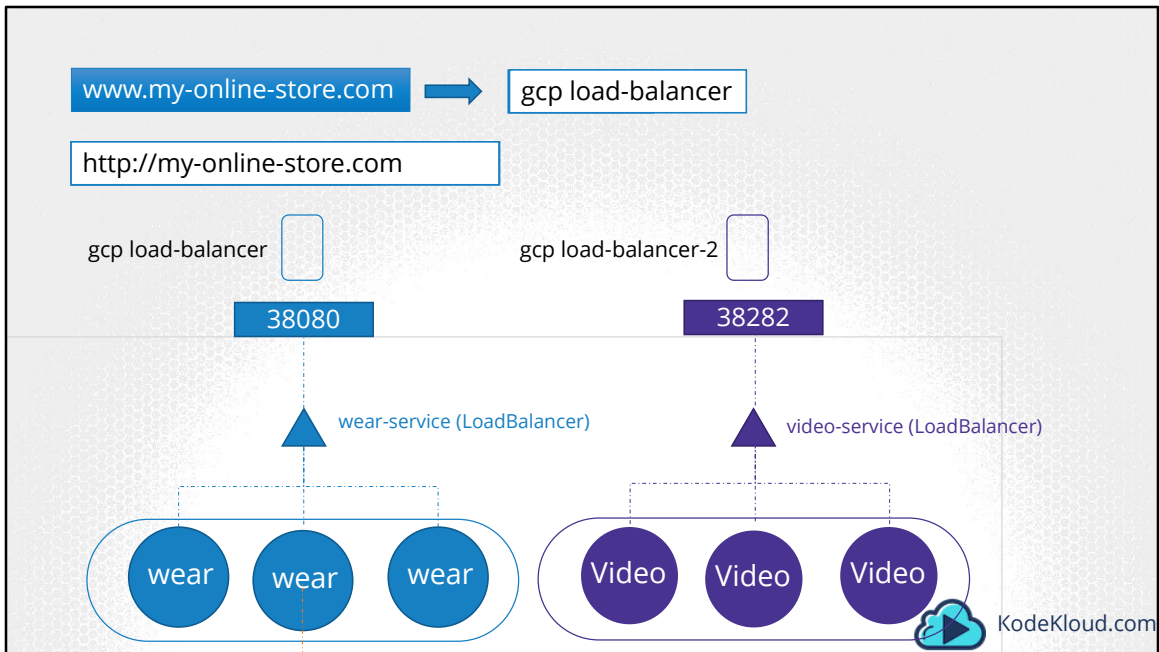 www.my-online-store.com
gcp load-balancer
http://my-online-store.com
gcp load-balancer
gcp load-balancer-2
38080
38282
wear-service (LoadBalancer)
video-service (LoadBalancer)
wear
wear
wear
Video
Video
Video
KodeKloud.com